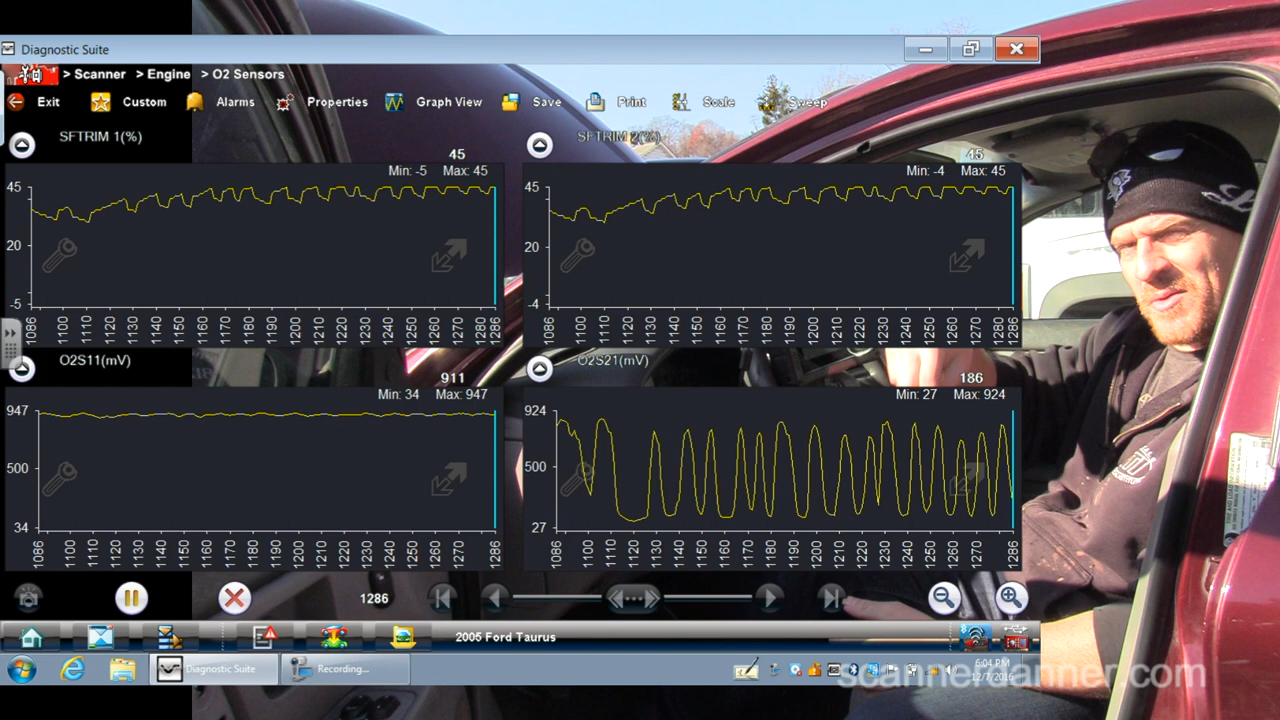 Diagnostic Suite
> Scanner > Engine > O2 Sensors
Exit Custom Alarms Properties Graph View Save Print Scale Sweep
SFTRIM 1(%)
45
Min: -5 Max: 45
45
20
-5
1086 1100 1110 1120 1130 1140 1150 1160 1170 1180 1190 1200 1210 1220 1230 1240 1250 1260 1270 1280 1286
SFTRIM 2(%)
45
Min: -4 Max: 45
45
20
-4
1086 1100 1110 1120 1130 1140 1150 1160 1170 1180 1190 1200 1210 1220 1230 1240 1250 1260 1270 1280 1286
O2S11(mV)
911
Min: 34 Max: 947
947
500
34
1086 1100 1110 1120 1130 1140 1150 1160 1170 1180 1190 1200 1210 1220 1230 1240 1250 1260 1270 1286
O2S21(mV)
186
Min: 27 Max: 924
924
500
27
1086 1100 1110 1120 1130 1140 1150 1160 1170 1180 1190 1200 1210 1220 1230 1240 1250 1260 1270 1286
1286
2005 Ford Taurus
Diagnostic Suite
Recording...
6:04 PM
12/7/2016
scannerdanner.com